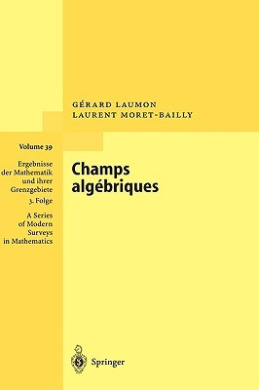 GÉRARD LAUMON
LAURENT MORET-BAILLY
Volume 39
Ergebnisse
der Mathematik
und ihrer
Grenzgebiete
3. Folge
A Series
of Modern
Surveys
in Mathematics
Champs
algébriques
Springer